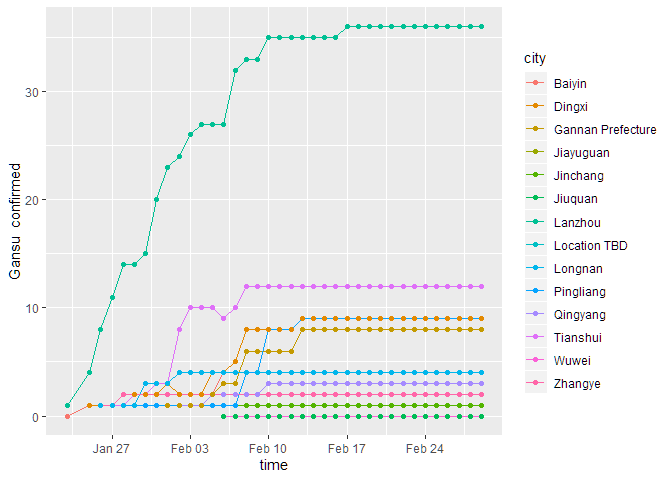 Gansu confirmed
30
20
10
0
Jan 27
Feb 03
Feb 10
Feb 17
Feb 24
time
city
Baiyin
Dingxi
Gannan Prefecture
Jiayuguan
Jinchang
Jiuquan
Lanzhou
Location TBD
Longnan
Pingliang
Qingyang
Tianshui
Wuwei
Zhangye